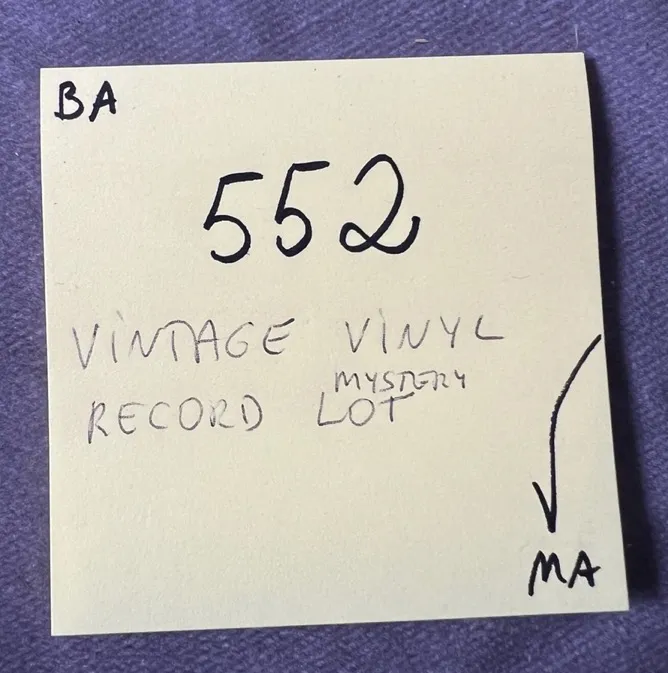 BA
552
VINTAGE VINYL
MYSTERY
RECORD LOT
MA